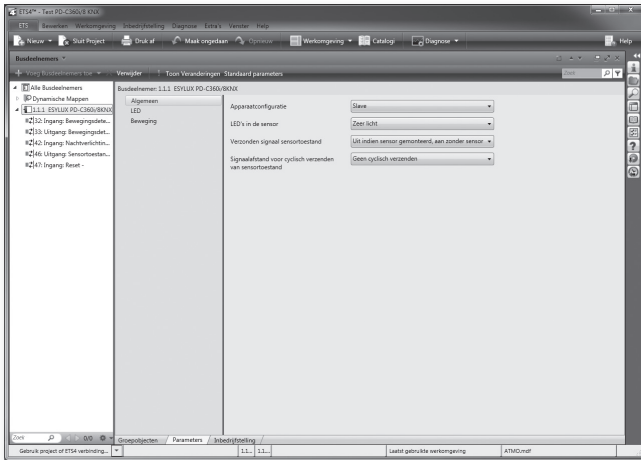 ETS4™ - Test PD-C360i/8 KNX
ETS Bewerken Werkomgeving Inbedrijfstelling Diagnose Extra's Venster Help
Nieuw Sluit Project Druk af Maak ongedaan Opnieuw Werkomgeving Catalogi Diagnose Help
Busdeelnemers
Voeg Busdeelnemers toe Verwijder Toon Veranderingen Standaard parameters Zoek
Alle Busdeelnemers
Dynamische Mappen
1.1.1 ESYLUX PD-C360i/8KNX
32: Ingang: Bewegingsdete...
33: Uitgang: Bewegingsdet...
42: Ingang: Nachtverlichtin...
46: Uitgang: Sensortoestan...
47: Ingang: Reset -
Busdeelnemer: 1.1.1 ESYLUX PD-C360i/8KNX
Algemeen
LED
Beweging
Apparaatconfiguratie Slave
LED's in de sensor Zeer licht
Verzonden signaal sensortoestand Uit indien sensor gemonteerd, aan zonder sensor
Signaalafstand voor cyclisch verzenden Geen cyclisch verzenden
van sensortoestand
Zoek 0/0
Groepobjecten Parameters Inbedrijfstelling
Gebruik project of ETS4 verbinding... 1.1... 1.1... Laatst gebruikte werkomgeving ATMO.mdf